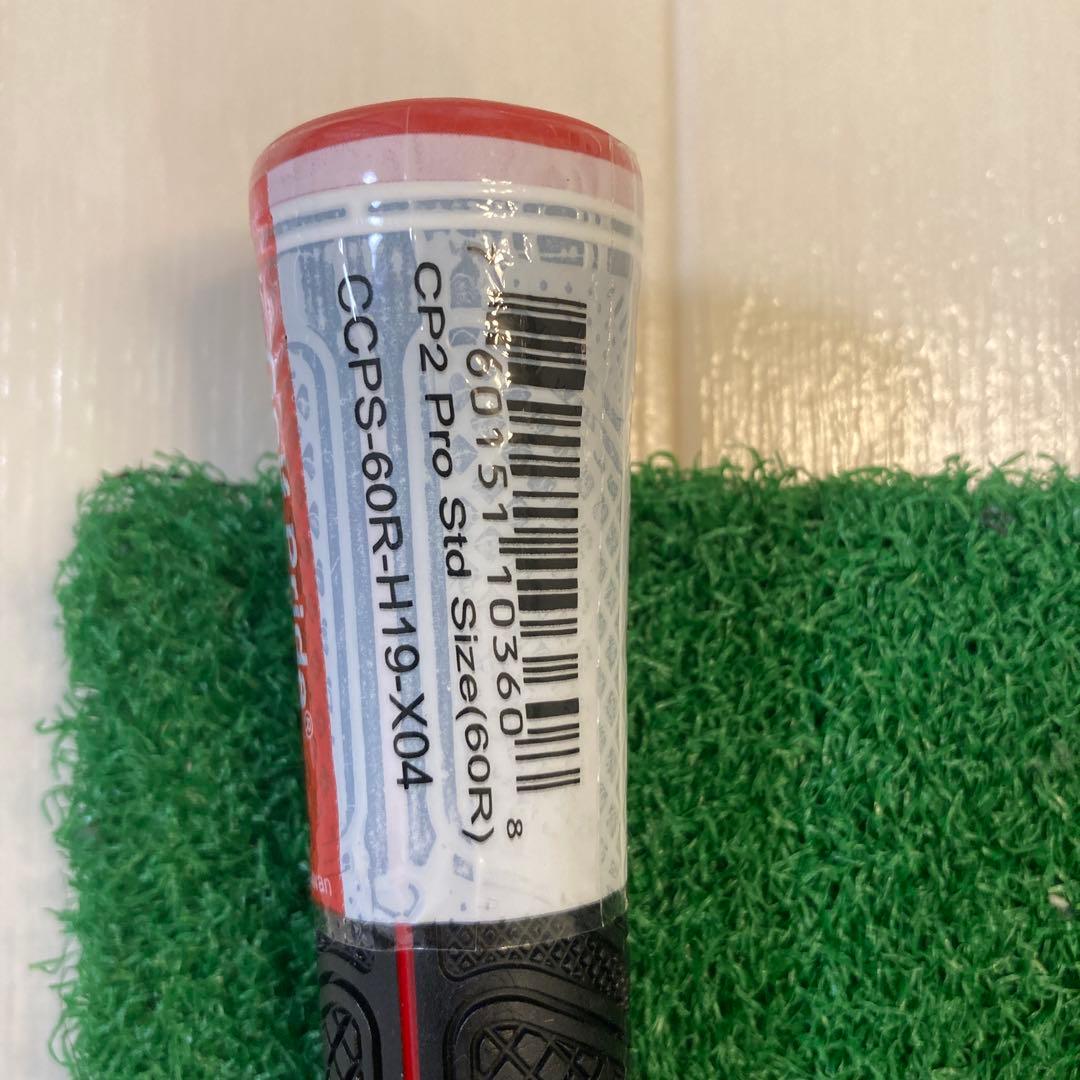 7 60151 10360 8
CP2 Pro Std Size(60R)
CCPS-60R-H19-X04